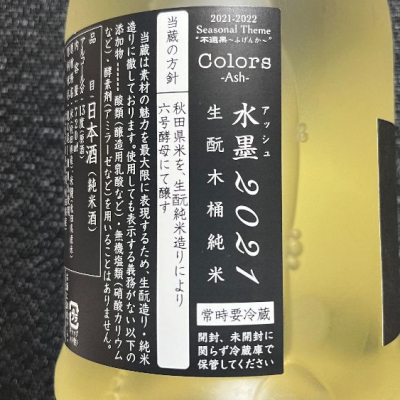 2021-2022
Seasonal Theme
"不適黒～ふげんか～"
Colors
-Ash-
アッシュ
水墨2021
生酛木桶純米
常時要冷蔵
開封、未開封に
関らず冷蔵庫で
保管してください
当蔵の方針
秋田県米を、生酛純米造りにより
六号酵母にて醸す
当蔵は素材の魅力を最大限に表現するため、生酛造り・純米
造りに徹しております。使用しても表示する義務がない以下の
添加物……酸類（醸造用乳酸など）・無機塩類（硝酸カリウム
など）・酵素剤（アミラーゼなど）を用いることはありません。
品目 日本酒（純米酒）